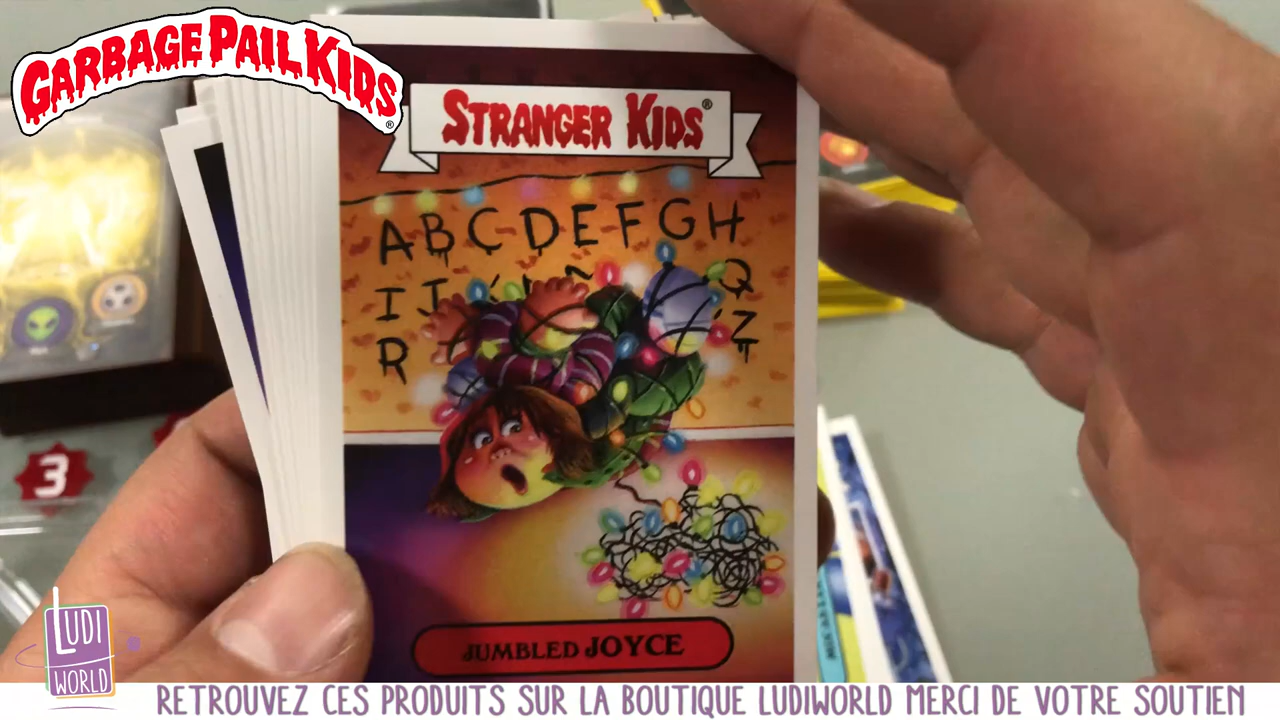 GARBAGE PAIL KIDS®
STRANGER KIDS®
ABCDEFGH
IJ Q
R Z
JUMBLED JOYCE
3
LUDI
WORLD
RETROUVEZ CES PRODUITS SUR LA BOUTIQUE LUDIWORLD MERCI DE VOTRE SOUTIEN